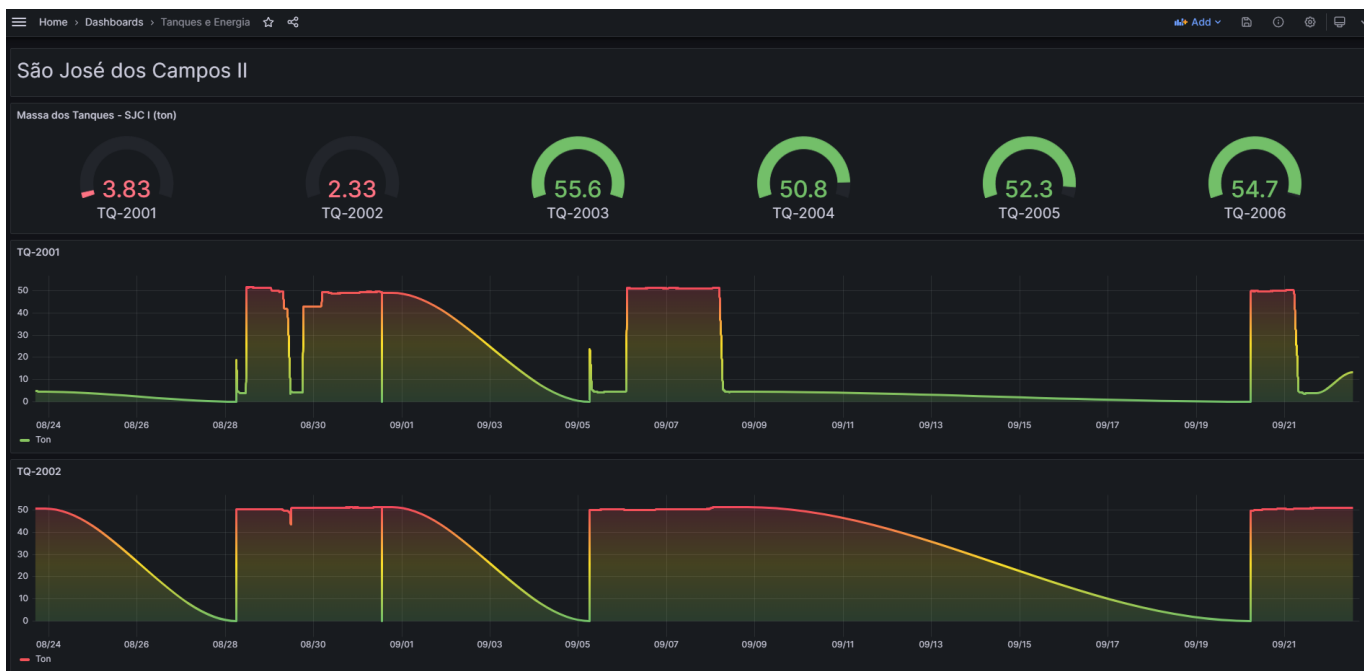 Home › Dashboards › Tanques e Energia
Add
São José dos Campos II
Massa dos Tanques - SJC I (ton)
3.83 2.33 55.6 50.8 52.3 54.7
TQ-2001 TQ-2002 TQ-2003 TQ-2004 TQ-2005 TQ-2006
TQ-2001
50
40
30
20
10
0
08/24 08/26 08/28 08/30 09/01 09/03 09/05 09/07 09/09 09/11 09/13 09/15 09/17 09/19 09/21
Ton
TQ-2002
50
40
30
20
10
0
08/24 08/26 08/28 08/30 09/01 09/03 09/05 09/07 09/09 09/11 09/13 09/15 09/17 09/19 09/21
Ton